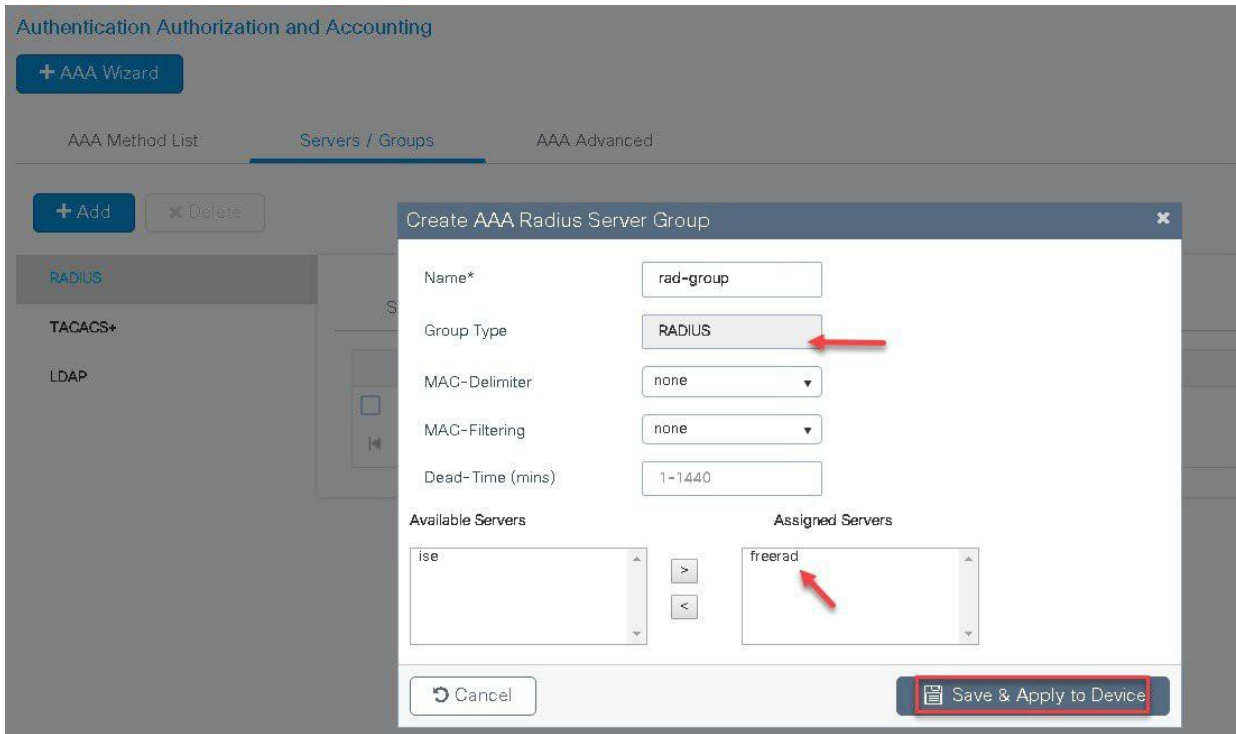 Authentication Authorization and Accounting
+ AAA Wizard
AAA Method List Servers / Groups AAA Advanced
+ Add ✖ Delete
Create AAA Radius Server Group ✖
RADIUS
TACACS+
LDAP
S
Name* rad-group
Group Type RADIUS
MAC-Delimiter none
MAC-Filtering none
Dead-Time (mins) 1-1440
Available Servers Assigned Servers
ise > freerad
<
Cancel Save & Apply to Device